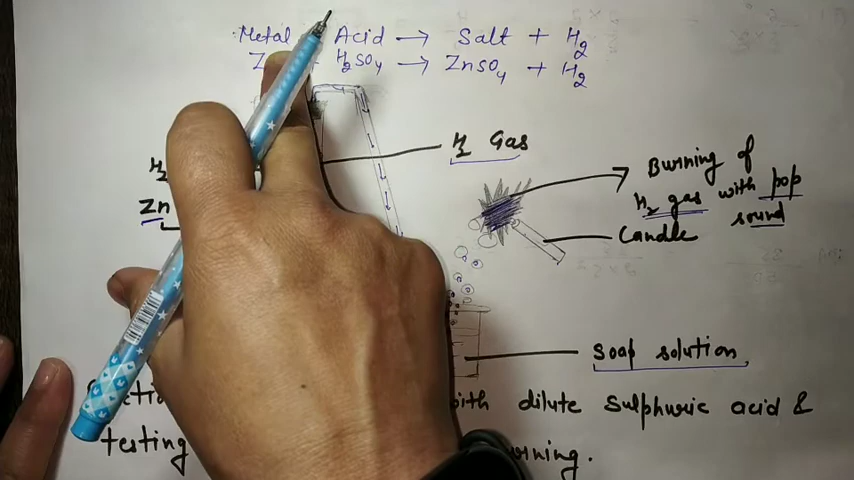 Metal Acid → Salt + H2
H2SO4 → ZnSO4 + H2
H2 Gas
Burning of
H2 gas with pop
sound
Candle
Zn
Soap solution
with dilute Sulphuric acid &
testing